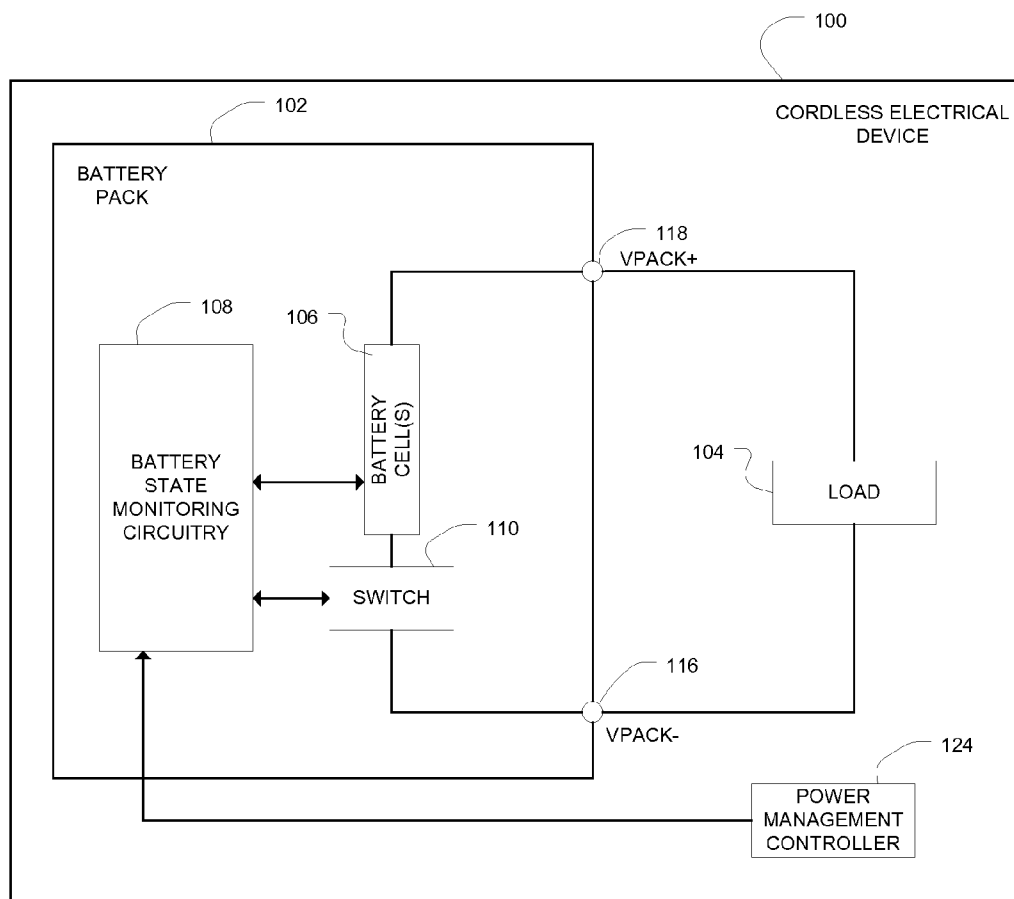 100
CORDLESS ELECTRICAL
DEVICE
102
BATTERY
PACK
118
VPACK+
108
106
BATTERY
CELL(S)
BATTERY
STATE
MONITORING
CIRCUITRY
104
LOAD
110
SWITCH
116
VPACK-
124
POWER
MANAGEMENT
CONTROLLER